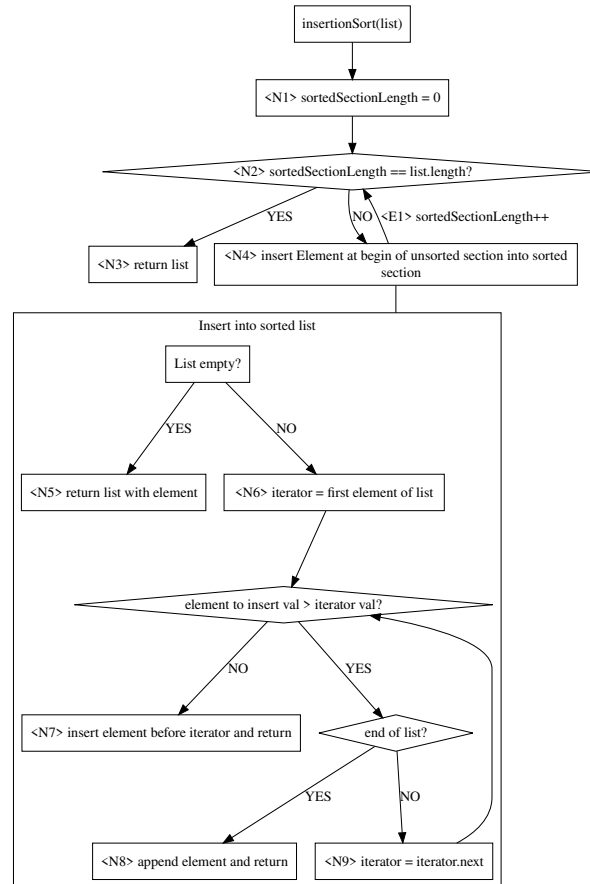 insertionSort(list)
<N1> sortedSectionLength = 0
<N2> sortedSectionLength == list.length?
YES
NO
<E1> sortedSectionLength++
<N3> return list
<N4> insert Element at begin of unsorted section into sorted
section
Insert into sorted list
List empty?
YES
NO
<N5> return list with element
<N6> iterator = first element of list
element to insert val > iterator val?
NO
YES
<N7> insert element before iterator and return
end of list?
YES
NO
<N8> append element and return
<N9> iterator = iterator.next